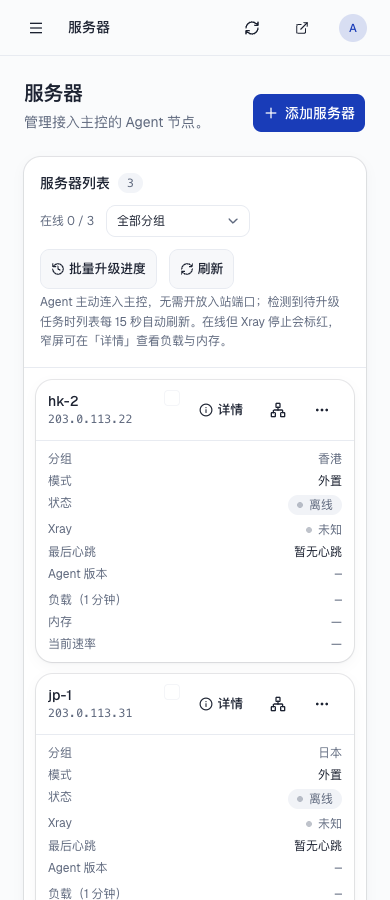 服务器
A
服务器
管理接入主控的 Agent 节点。
添加服务器
服务器列表 3
在线 0 / 3 全部分组
批量升级进度 刷新
Agent 主动连入主控，无需开放入站端口；检测到待升级
任务时列表每 15 秒自动刷新。在线但 Xray 停止会标红，
窄屏可在「详情」查看负载与内存。
hk-2
203.0.113.22
详情
分组 香港
模式 外置
状态 离线
Xray 未知
最后心跳 暂无心跳
Agent 版本 –
负载（1 分钟） –
内存 —
当前速率 —
jp-1
203.0.113.31
详情
分组 日本
模式 外置
状态 离线
Xray 未知
最后心跳 暂无心跳
Agent 版本 –
负载（1 分钟） –